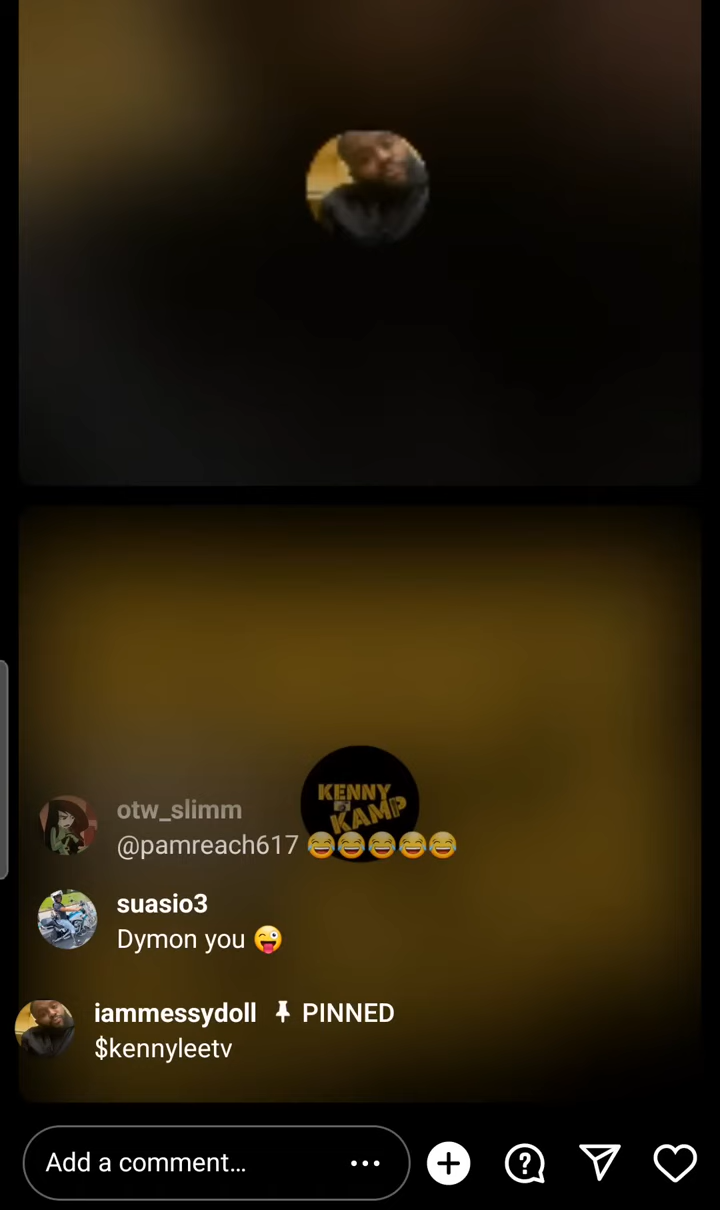 KENNY
KAMP
otw_slimm
@pamreach617 😂😂😂😂😂
suasio3
Dymon you 😜
iammessydoll PINNED
$kennyleetv
Add a comment...